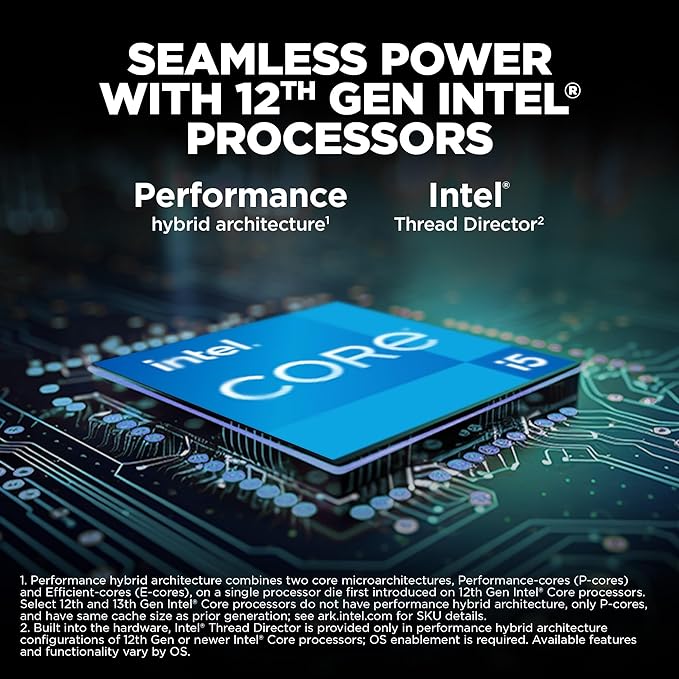 SEAMLESS POWER
WITH 12TH GEN INTEL®
PROCESSORS
Performance
hybrid architecture¹
Intel®
Thread Director²
intel.
CORE
i5
1. Performance hybrid architecture combines two core microarchitectures, Performance-cores (P-cores)
and Efficient-cores (E-cores), on a single processor die first introduced on 12th Gen Intel® Core processors.
Select 12th and 13th Gen Intel® Core processors do not have performance hybrid architecture, only P-cores,
and have same cache size as prior generation; see ark.intel.com for SKU details.
2. Built into the hardware, Intel® Thread Director is provided only in performance hybrid architecture
configurations of 12th Gen or newer Intel® Core processors; OS enablement is required. Available features
and functionality vary by OS.